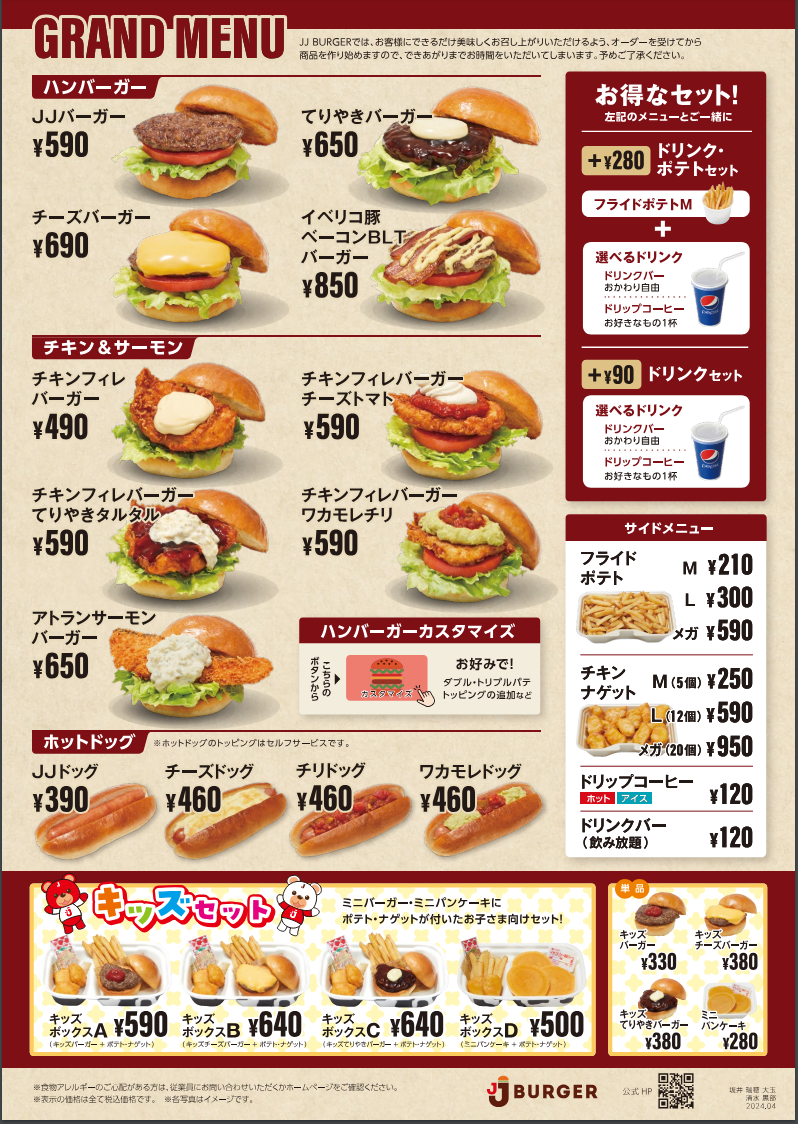 GRAND MENU
JJ BURGERでは、お客様にできるだけ美味しくお召し上がりいただけるよう、オーダーを受けてから
商品を作り始めますので、できあがりまでお時間をいただいてしまいます。予めご了承ください。
ハンバーガー
JJバーガー
¥590
てりやきバーガー
¥650
チーズバーガー
¥690
イベリコ豚
ベーコンBLT
バーガー
¥850
チキン＆サーモン
チキンフィレ
バーガー
¥490
チキンフィレバーガー
チーズトマト
¥590
チキンフィレバーガー
てりやきタルタル
¥590
チキンフィレバーガー
ワカモレチリ
¥590
アトランサーモン
バーガー
¥650
ハンバーガーカスタマイズ
こちらの
ボタンから
カスタマイズ
お好みで!
ダブル・トリプルパテ
トッピングの追加など
ホットドッグ
※ホットドッグのトッピングはセルフサービスです。
JJドッグ
¥390
チーズドッグ
¥460
チリドッグ
¥460
ワカモレドッグ
¥460
お得なセット!
左記のメニューとご一緒に
+¥280 ドリンク・
ポテトセット
フライドポテトM
+
選べるドリンク
ドリンクバー
おかわり自由
ドリップコーヒー
お好きなもの1杯
pepsi
+¥90 ドリンクセット
選べるドリンク
ドリンクバー
おかわり自由
ドリップコーヒー
お好きなもの1杯
pepsi
サイドメニュー
フライド
ポテト
M ¥210
L ¥300
メガ ¥590
チキン
ナゲット
M（5個）¥250
L（12個）¥590
メガ（20個）¥950
ドリップコーヒー
ホット アイス
¥120
ドリンクバー
（飲み放題）
¥120
キッズセット
ミニバーガー・ミニパンケーキに
ポテト・ナゲットが付いたお子さま向けセット!
キッズ
ボックスA ¥590
（キッズバーガー + ポテト・ナゲット）
キッズ
ボックスB ¥640
（キッズチーズバーガー + ポテト・ナゲット）
キッズ
ボックスC ¥640
（キッズてりやきバーガー + ポテト・ナゲット）
キッズ
ボックスD ¥500
（ミニパンケーキ + ポテト・ナゲット）
単品
キッズ
バーガー
¥330
キッズ
チーズバーガー
¥380
キッズ
てりやきバーガー
¥380
ミニ
パンケーキ
¥280
※食物アレルギーのご心配がある方は、従業員にお問い合わせいただくかホームページをご確認ください。
※表示の価格は全て税込価格です。 ※各写真はイメージです。
JJ BURGER
公式 HP
坂井 瑞穂 大玉
清水 黒部
2024.04